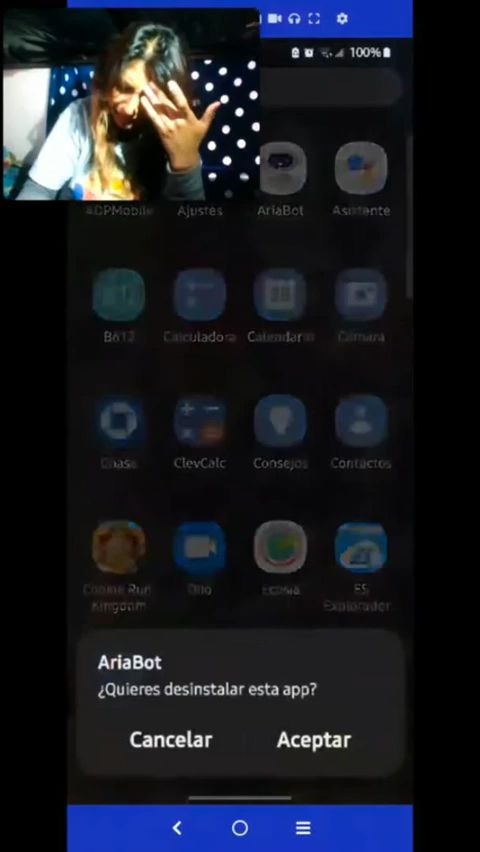 100%
XDPMobile Ajustes AriaBot Asistente
B612 Calculadora Calendario Cámara
Chase ClevCalc Consejos Contactos
Cookie Run
Kingdom Duo Ecosia ES
Explorador
AriaBot
¿Quieres desinstalar esta app?
Cancelar Aceptar